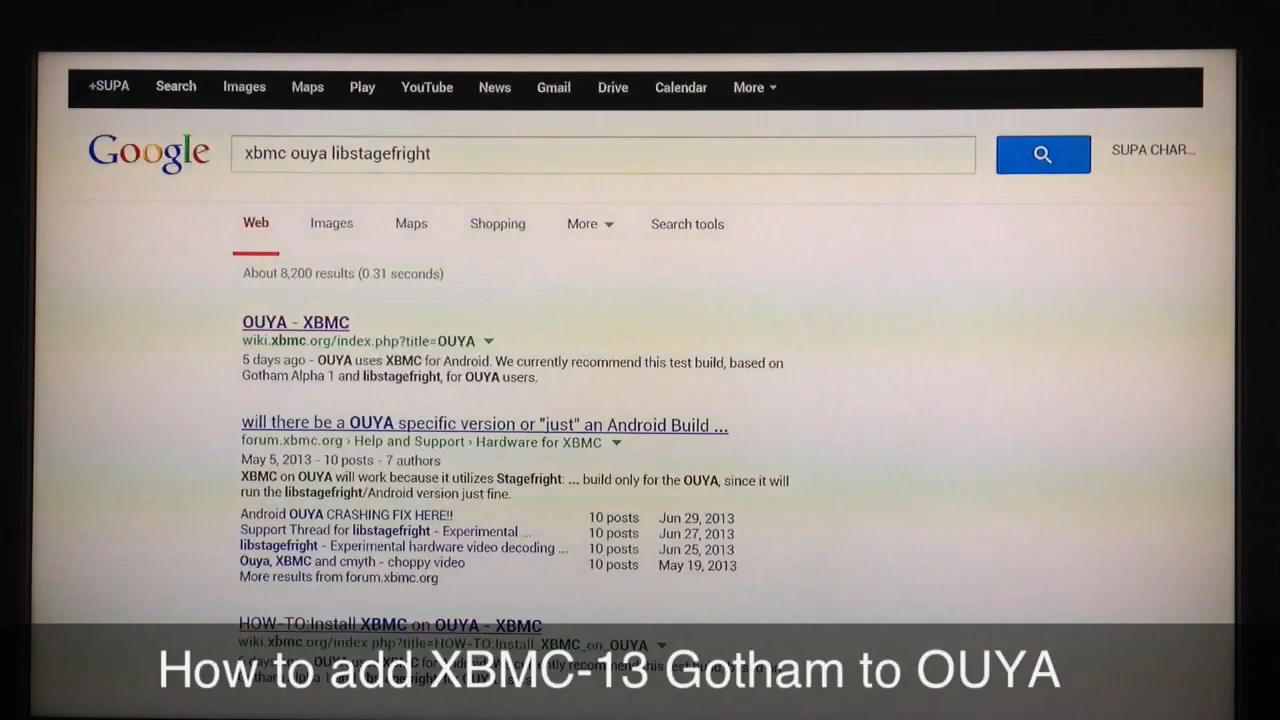 +SUPA Search Images Maps Play YouTube News Gmail Drive Calendar More
Google xbmc ouya libstagefright SUPA CHAR...
Web Images Maps Shopping More Search tools
About 8,200 results (0.31 seconds)
OUYA - XBMC
wiki.xbmc.org/index.php?title=OUYA
5 days ago - OUYA uses XBMC for Android. We currently recommend this test build, based on
Gotham Alpha 1 and libstagefright, for OUYA users.
will there be a OUYA specific version or "just" an Android Build ...
forum.xbmc.org › Help and Support › Hardware for XBMC
May 5, 2013 - 10 posts - 7 authors
XBMC on OUYA will work because it utilizes Stagefright: ... build only for the OUYA, since it will
run the libstagefright/Android version just fine.
Android OUYA CRASHING FIX HERE!! 10 posts Jun 29, 2013
Support Thread for libstagefright - Experimental ... 10 posts Jun 27, 2013
libstagefright - Experimental hardware video decoding ... 10 posts Jun 25, 2013
Ouya, XBMC and cmyth - choppy video 10 posts May 19, 2013
More results from forum.xbmc.org
HOW-TO:Install XBMC on OUYA - XBMC
wiki.xbmc.org/index.php?title=HOW-TO:Install_XBMC_on_OUYA
How to add XBMC-13 Gotham to OUYA